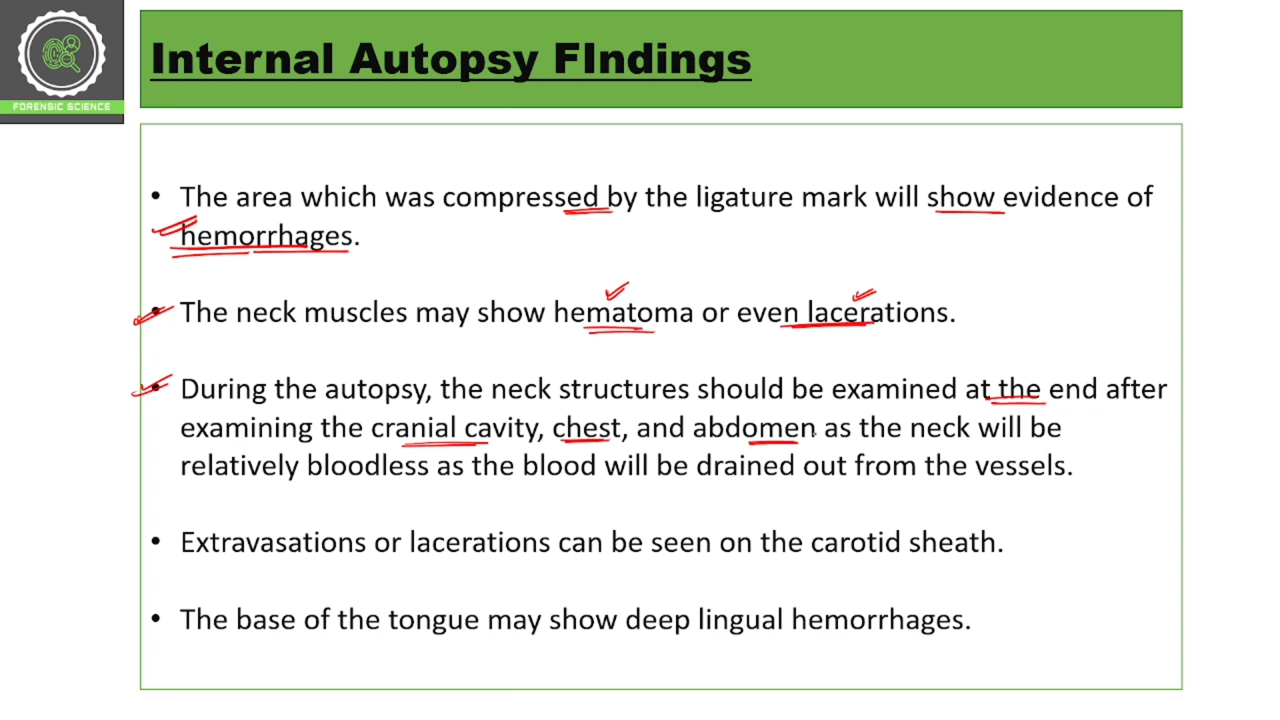 FORENSIC SCIENCE
Internal Autopsy FIndings
• The area which was compressed by the ligature mark will show evidence of
hemorrhages.
• The neck muscles may show hematoma or even lacerations.
• During the autopsy, the neck structures should be examined at the end after
examining the cranial cavity, chest, and abdomen as the neck will be
relatively bloodless as the blood will be drained out from the vessels.
• Extravasations or lacerations can be seen on the carotid sheath.
• The base of the tongue may show deep lingual hemorrhages.